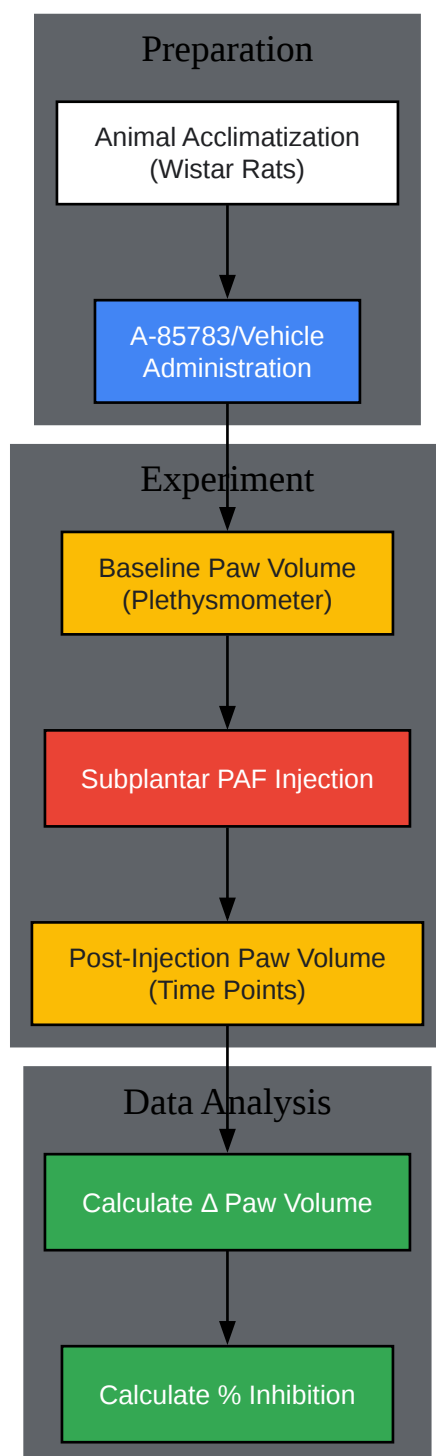 Preparation
Animal Acclimatization
(Wistar Rats)
A-85783/Vehicle
Administration
Experiment
Baseline Paw Volume
(Plethysmometer)
Subplantar PAF Injection
Post-Injection Paw Volume
(Time Points)
Data Analysis
Calculate Δ Paw Volume
Calculate % Inhibition